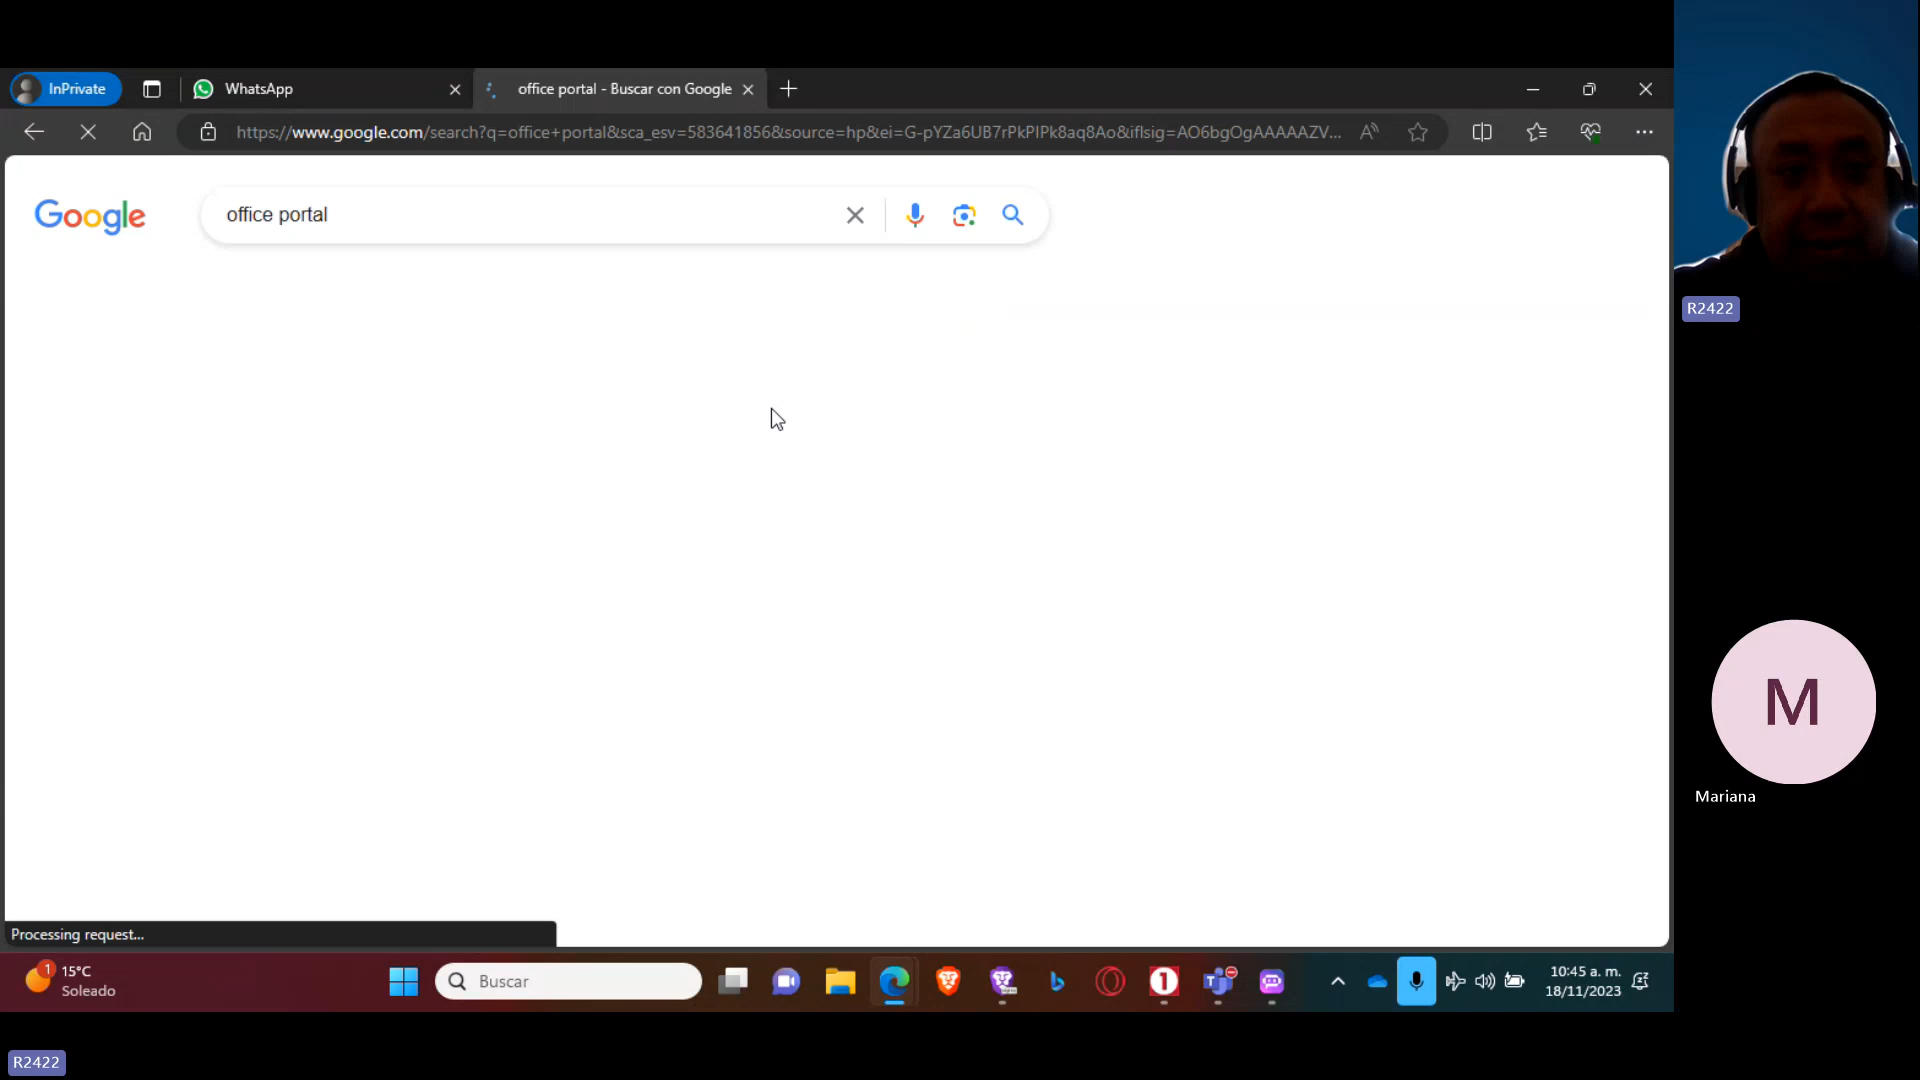 InPrivate
WhatsApp
office portal - Buscar con Google
https://www.google.com/search?q=office+portal&sca_esv=583641856&source=hp&ei=G-pYZa6UB7rPkPIPk8aq8Ao&iflsig=AO6bgOgAAAAAZV...
Google
office portal
R2422
M
Mariana
Processing request...
1
15°C
Soleado
Buscar
10:45 a. m.
18/11/2023
R2422